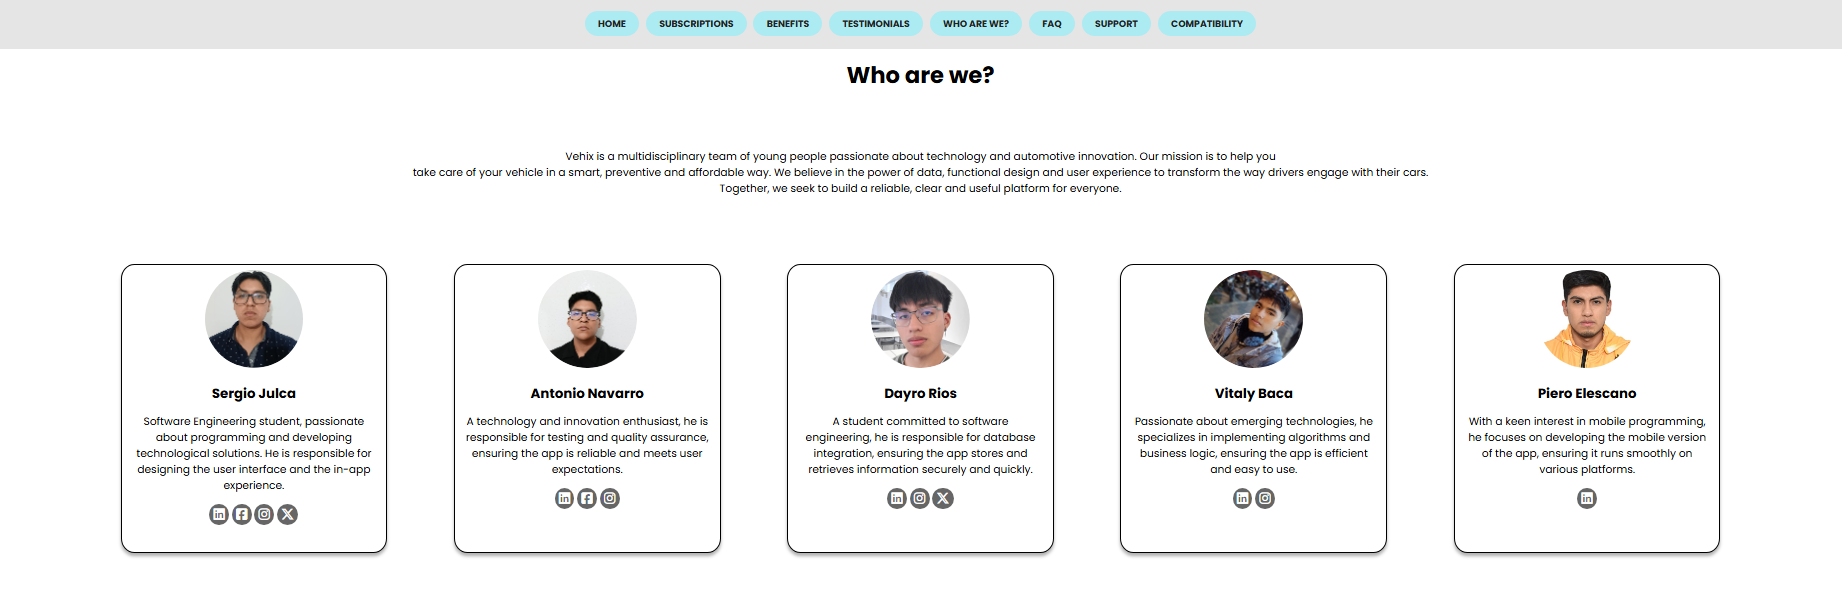 HOME SUBSCRIPTIONS BENEFITS TESTIMONIALS WHO ARE WE? FAQ SUPPORT COMPATIBILITY
Who are we?
Vehix is a multidisciplinary team of young people passionate about technology and automotive innovation. Our mission is to help you
take care of your vehicle in a smart, preventive and affordable way. We believe in the power of data, functional design and user experience to transform the way drivers engage with their cars.
Together, we seek to build a reliable, clear and useful platform for everyone.
Sergio Julca
Software Engineering student, passionate
about programming and developing
technological solutions. He is responsible for
designing the user interface and the in-app
experience.
Antonio Navarro
A technology and innovation enthusiast, he is
responsible for testing and quality assurance,
ensuring the app is reliable and meets user
expectations.
Dayro Rios
A student committed to software
engineering, he is responsible for database
integration, ensuring the app stores and
retrieves information securely and quickly.
Vitaly Baca
Passionate about emerging technologies, he
specializes in implementing algorithms and
business logic, ensuring the app is efficient
and easy to use.
Piero Elescano
With a keen interest in mobile programming,
he focuses on developing the mobile version
of the app, ensuring it runs smoothly on
various platforms.